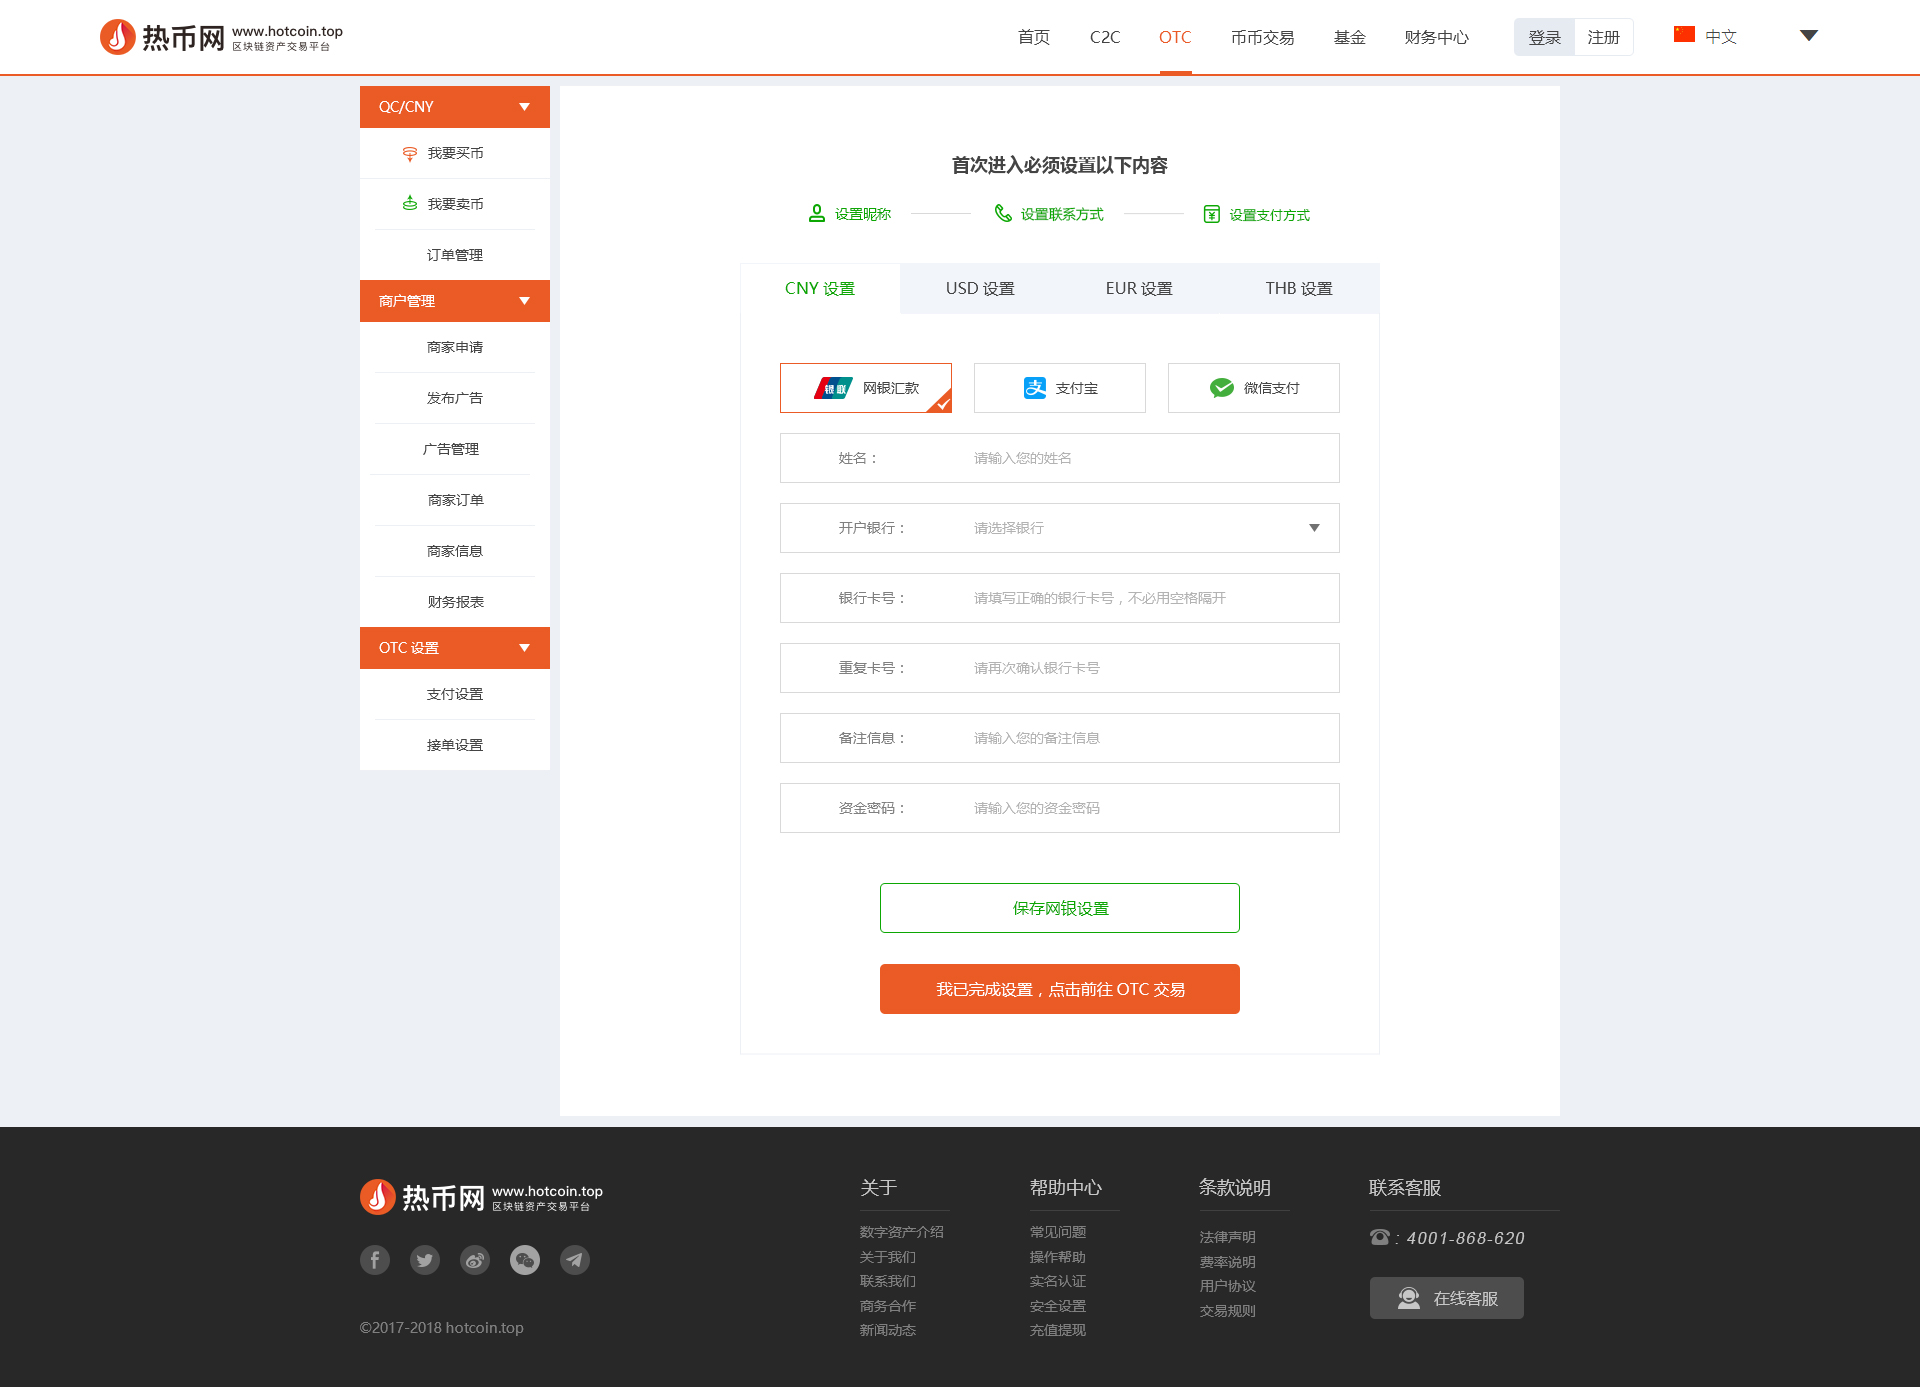 热币网 www.hotcoin.top
区块链资产交易平台
首页 C2C OTC 币币交易 基金 财务中心 登录 注册 中文
QC/CNY
我要买币
我要卖币
订单管理
商户管理
商家申请
发布广告
广告管理
商家订单
商家信息
财务报表
OTC 设置
支付设置
接单设置
首次进入必须设置以下内容
设置昵称 设置联系方式 设置支付方式
CNY 设置 USD 设置 EUR 设置 THB 设置
银联 网银汇款 支付宝 微信支付
姓名： 请输入您的姓名
开户银行： 请选择银行
银行卡号： 请填写正确的银行卡号，不必用空格隔开
重复卡号： 请再次确认银行卡号
备注信息： 请输入您的备注信息
资金密码： 请输入您的资金密码
保存网银设置
我已完成设置，点击前往 OTC 交易
热币网 www.hotcoin.top
区块链资产交易平台
©2017-2018 hotcoin.top
关于
数字资产介绍
关于我们
联系我们
商务合作
新闻动态
帮助中心
常见问题
操作帮助
实名认证
安全设置
充值提现
条款说明
法律声明
费率说明
用户协议
交易规则
联系客服
: 4001-868-620
在线客服